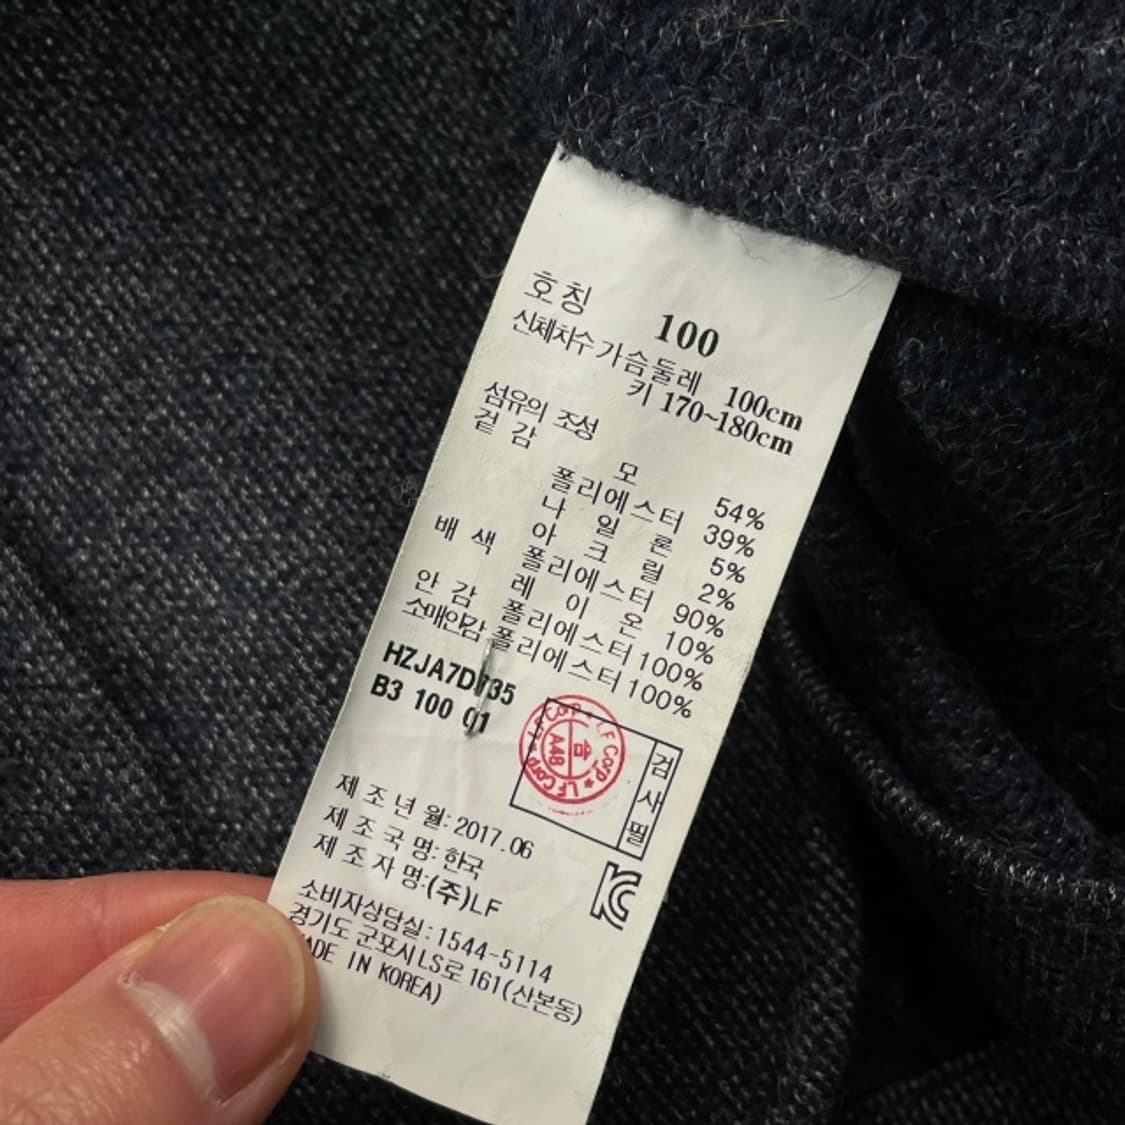 호칭 100
신체치수 가슴둘레 100cm
키 170~180cm
섬유의 조성
겉감 모 54%
폴리에스터 39%
나일론 5%
아크릴 2%
배색 폴리에스터 90%
레이온 10%
안감 폴리에스터 100%
소매안감 폴리에스터 100%
HZJA7D 35
B3 100 01
LF Corp
A48
검사필
제조년월: 2017.06
제조국명: 한국
제조자명:(주)LF
소비자상담실:1544-5114
경기도 군포시 LS로 161(산본동)
ADE IN KOREA)